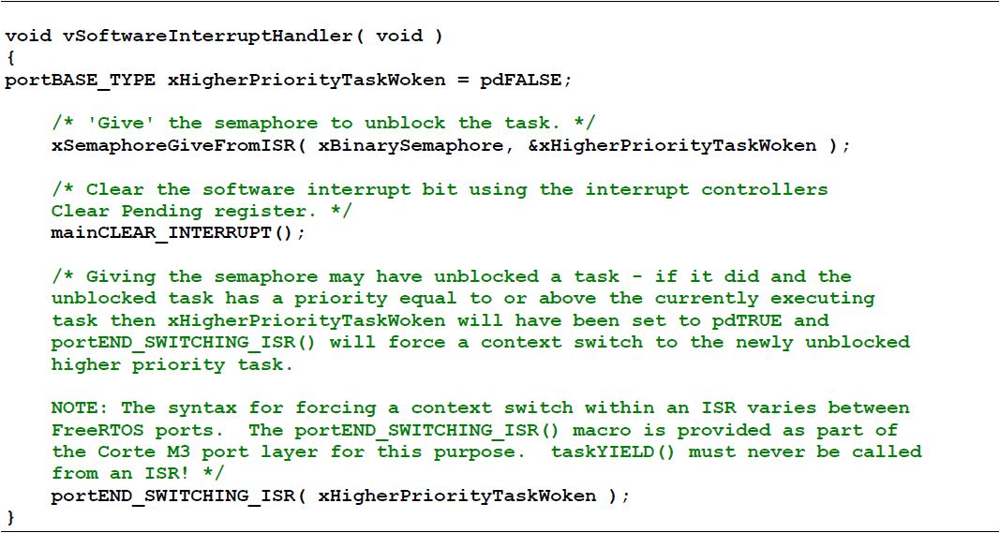 void vSoftwareInterruptHandler( void )
{
portBASE_TYPE xHigherPriorityTaskWoken = pdFALSE;
/* 'Give' the semaphore to unblock the task. */
xSemaphoreGiveFromISR( xBinarySemaphore, &xHigherPriorityTaskWoken );
/* Clear the software interrupt bit using the interrupt controllers
Clear Pending register. */
mainCLEAR_INTERRUPT();
/* Giving the semaphore may have unblocked a task - if it did and the
unblocked task has a priority equal to or above the currently executing
task then xHigherPriorityTaskWoken will have been set to pdTRUE and
portEND_SWITCHING_ISR() will force a context switch to the newly unblocked
higher priority task.
NOTE: The syntax for forcing a context switch within an ISR varies between
FreeRTOS ports.  The portEND_SWITCHING_ISR() macro is provided as part of
the Corte M3 port layer for this purpose.  taskYIELD() must never be called
from an ISR! */
portEND_SWITCHING_ISR( xHigherPriorityTaskWoken );
}